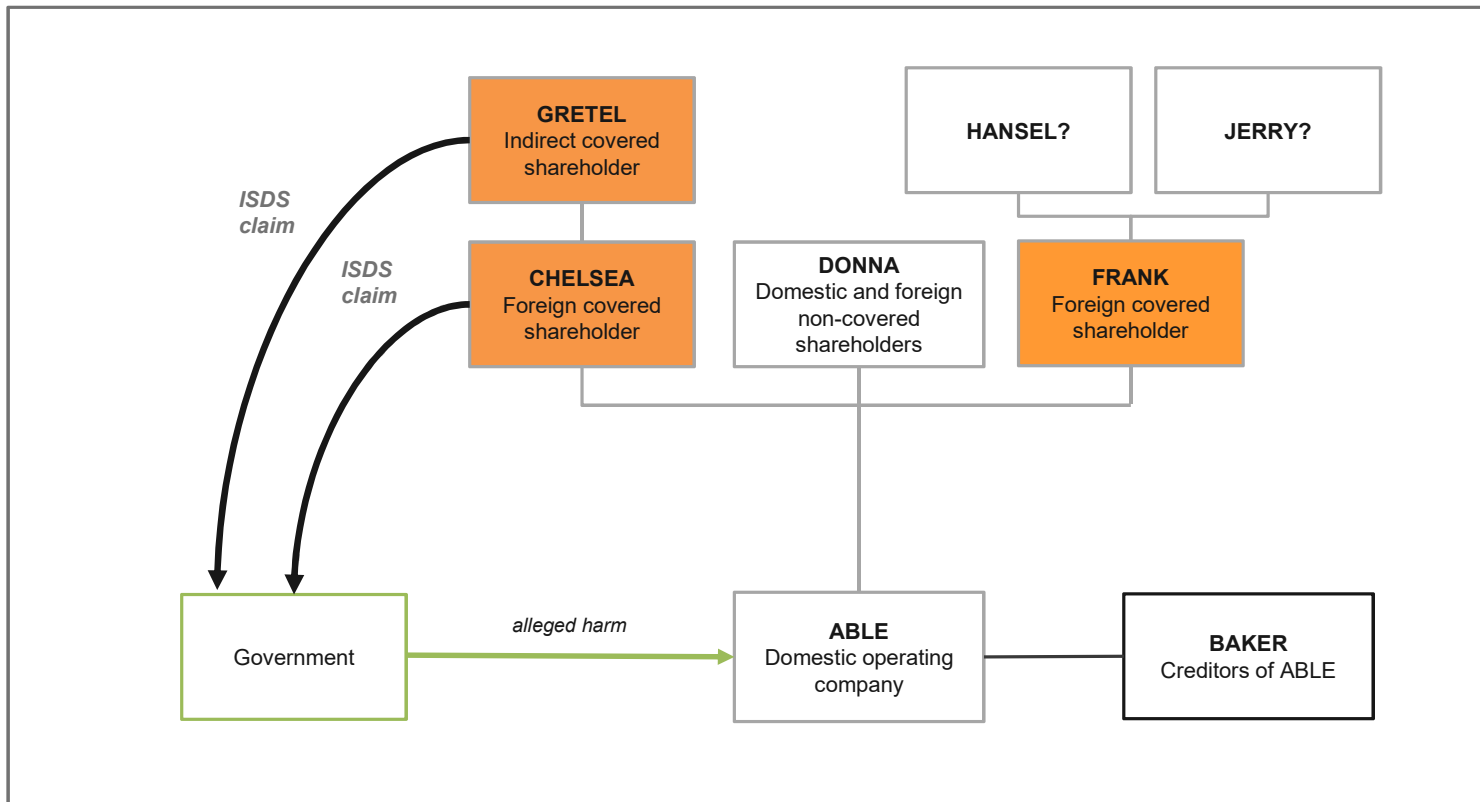 GRETEL
Indirect covered
shareholder
HANSEL?
JERRY?
ISDS
claim
ISDS
claim
CHELSEA
Foreign covered
shareholder
DONNA
Domestic and foreign
non-covered
shareholders
FRANK
Foreign covered
shareholder
Government
alleged harm
ABLE
Domestic operating
company
BAKER
Creditors of ABLE